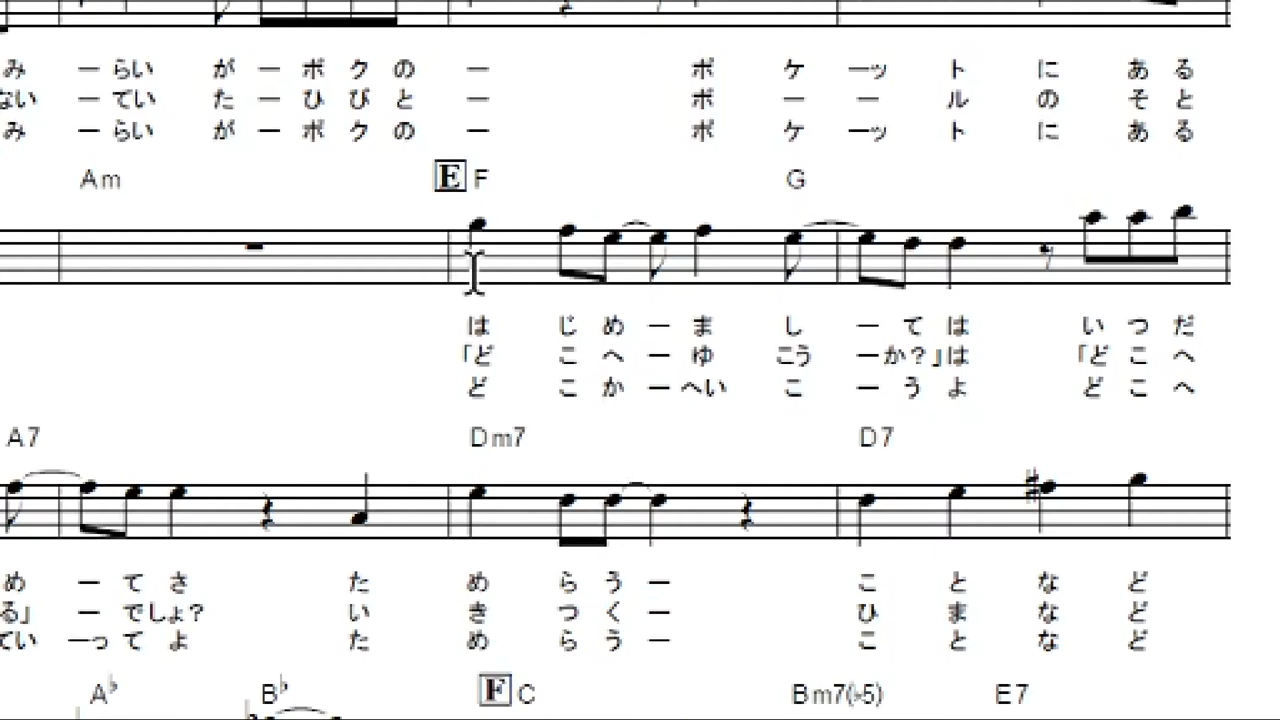 み ー らい が ー ボ ク の ー ポ ケ ーッ ト に あ る
ない ー てい た ー ひ び と ー ポ ー ー ル の そ と
み ー らい が ー ボ ク の ー ポ ケ ーッ ト に あ る
Am E F G
は じ め ー ま し ー て は い つ だ
「ど こ へ ー ゆ こう ー か?」は 「ど こ へ
ど こ か ー へい こ ー う よ ど こ へ
A7 Dm7 D7
め ー て さ た め ら う ー こ と な ど
る」 ー でしょ? い き つ く ー ひ ま な ど
てい ーっ て よ た め ら う ー こ と な ど
A♭ B♭ F C Bm7(♭5) E7